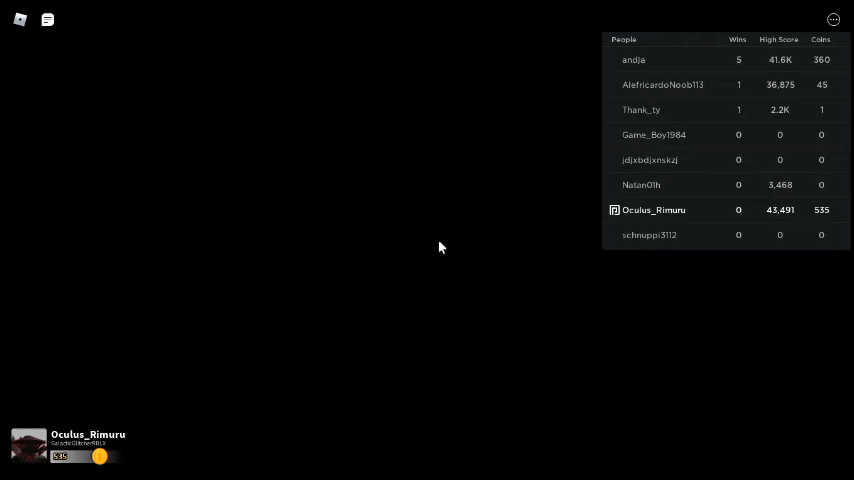 People Wins High Score Coins
andja 5 41.6K 360
AlefricardoNoob113 1 36,875 45
Thank_ty 1 2.2K 1
Game_Boy1984 0 0 0
jdjxbdjxnskzj 0 0 0
Natan01h 0 3,468 0
Oculus_Rimuru 0 43,491 535
schnuppi3112 0 0 0
Oculus_Rimuru
GalacticGlitcherRBLX
535